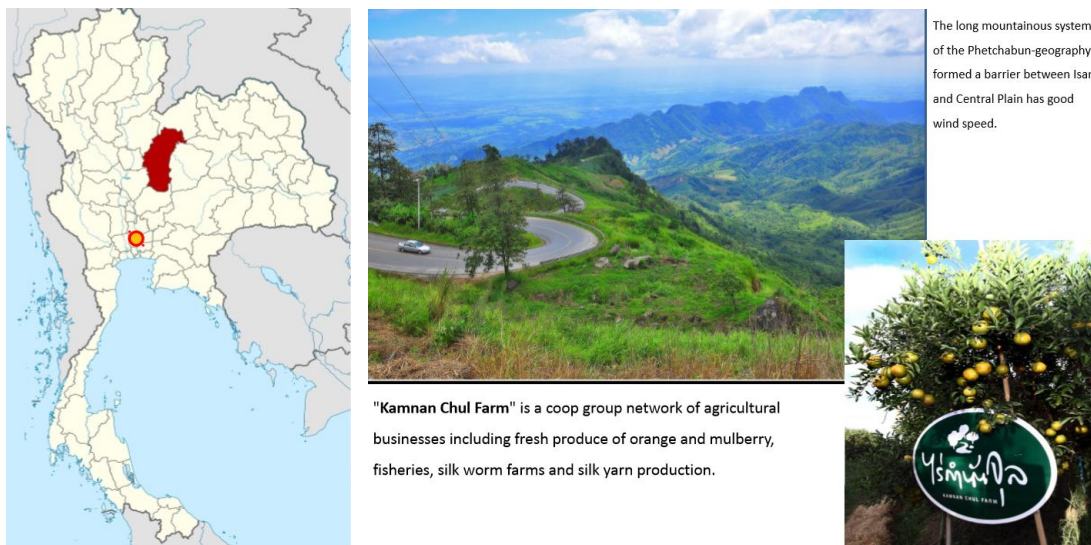 The long mountainous system
of the Phetchabun-geography
formed a barrier between Isan
and Central Plain has good
wind speed.
"Kamnan Chul Farm" is a coop group network of agricultural
businesses including fresh produce of orange and mulberry,
fisheries, silk worm farms and silk yarn production.
ไร่กำนันจุล
KAMNAN CHUL FARM